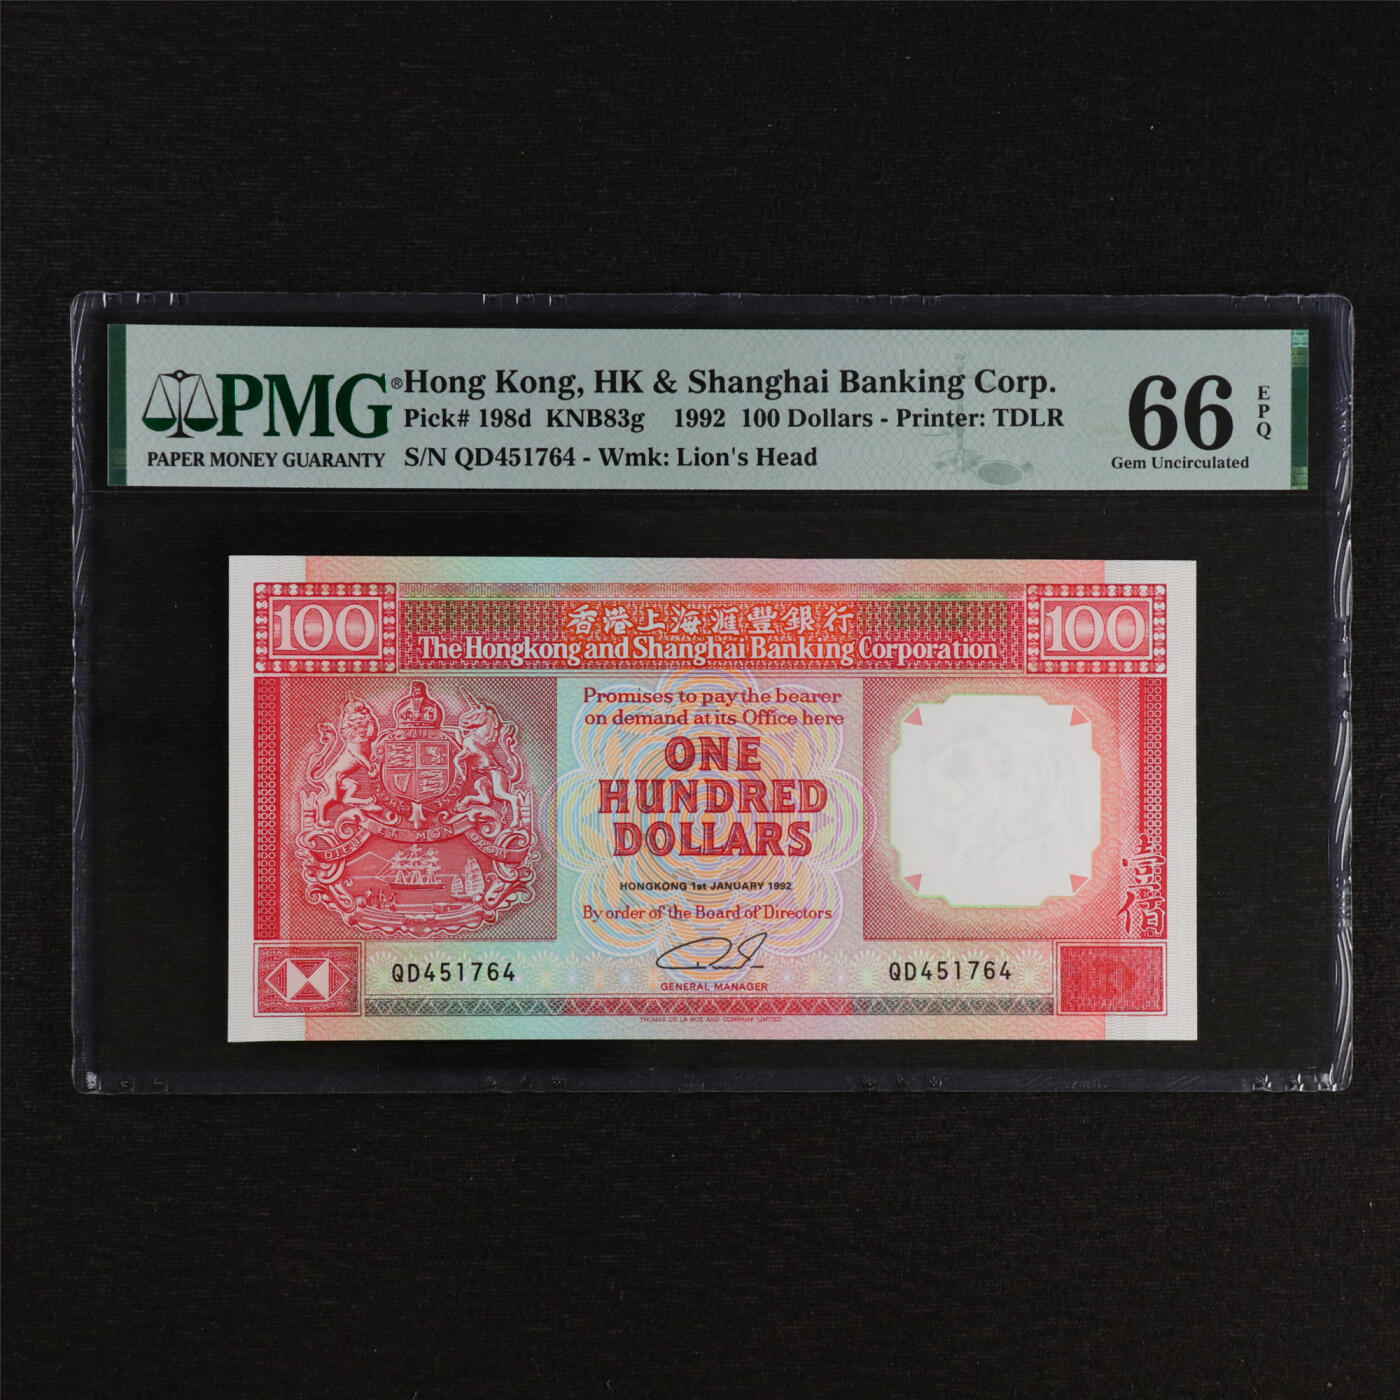 PMG® Hong Kong, HK & Shanghai Banking Corp.
Pick# 198d KNB83g 1992 100 Dollars - Printer: TDLR
PAPER MONEY GUARANTY S/N QD451764 - Wmk: Lion's Head
66
EPQ
Gem Uncirculated
100 香港上海滙豐銀行 100
The Hongkong and Shanghai Banking Corporation
Promises to pay the bearer
on demand at its Office here
ONE
HUNDRED
DOLLARS
DIEU ET MON DROIT
壹佰
HONGKONG 1st JANUARY 1992
By order of the Board of Directors
QD451764 QD451764
GENERAL MANAGER
THOMAS DE LA RUE AND COMPANY LIMITED